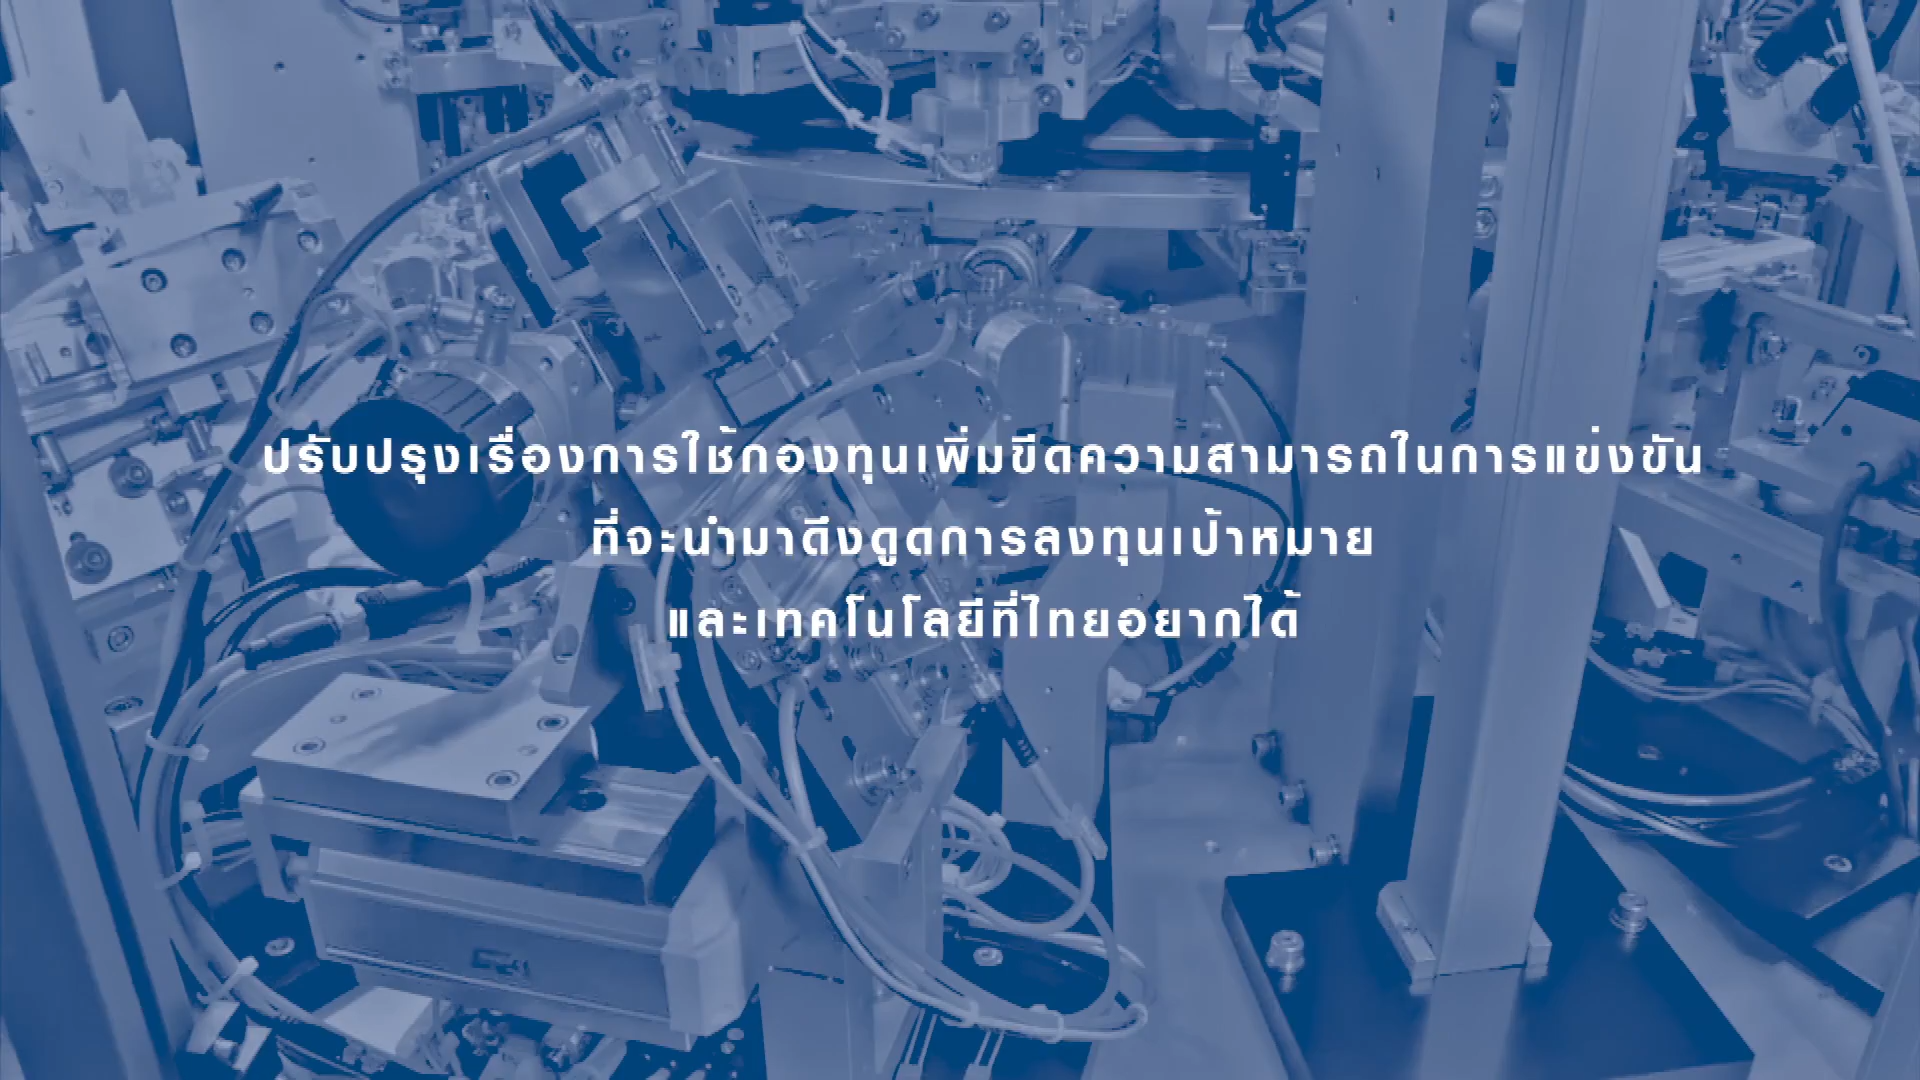 ปรับปรุงเรื่องการใช้กองทุนเพิ่มขีดความสามารถในการแข่งขัน
ที่จะนำมาดึงดูดการลงทุนเป้าหมาย
และเทคโนโลยีที่ไทยอยากได้